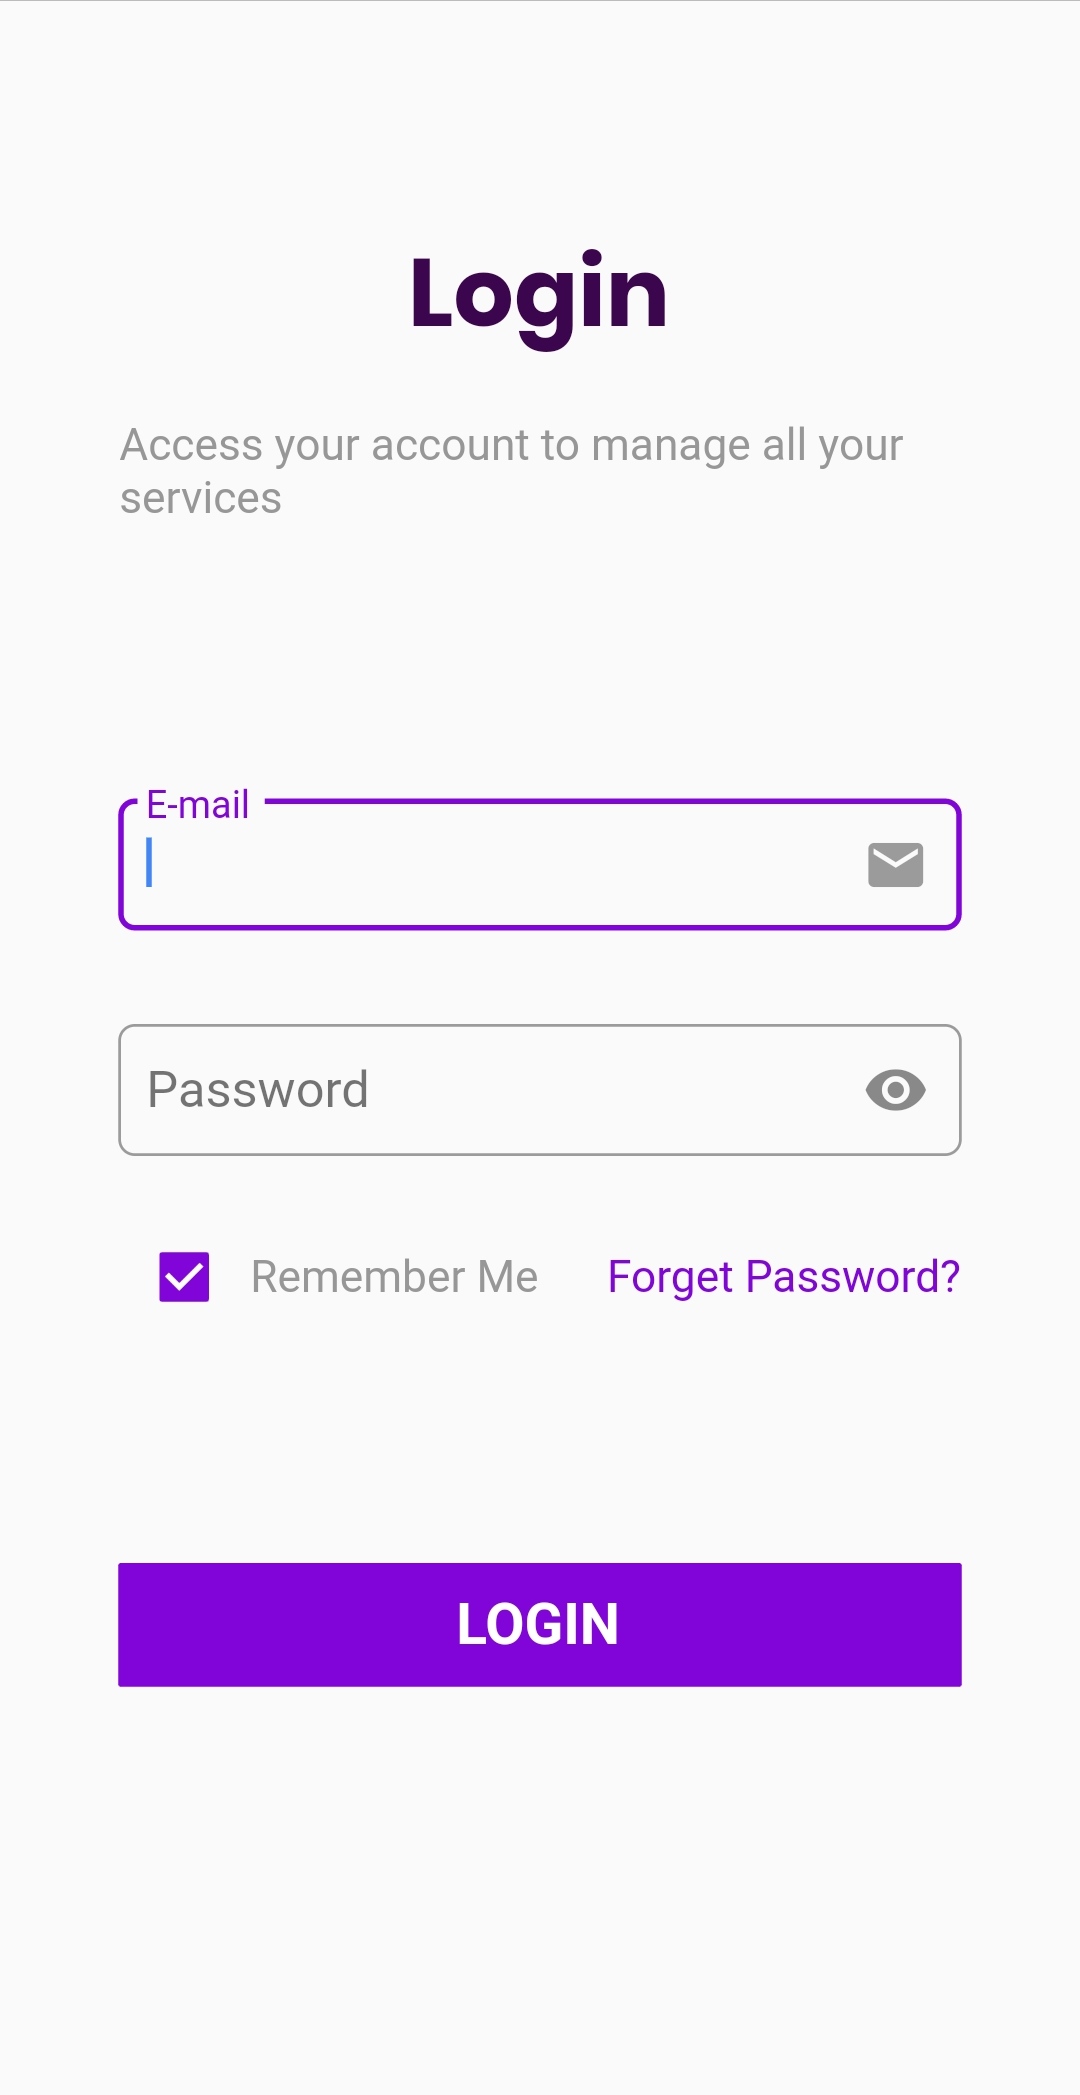 Login
Access your account to manage all your
services
E-mail
Password
Remember Me Forget Password?
LOGIN